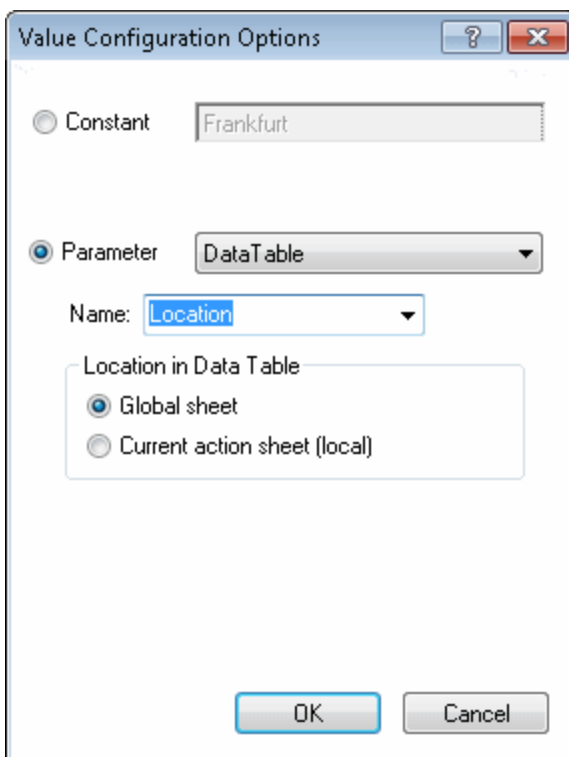 Value Configuration Options
?
Constant Frankfurt
Parameter DataTable
Name: Location
Location in Data Table
Global sheet
Current action sheet (local)
OK Cancel